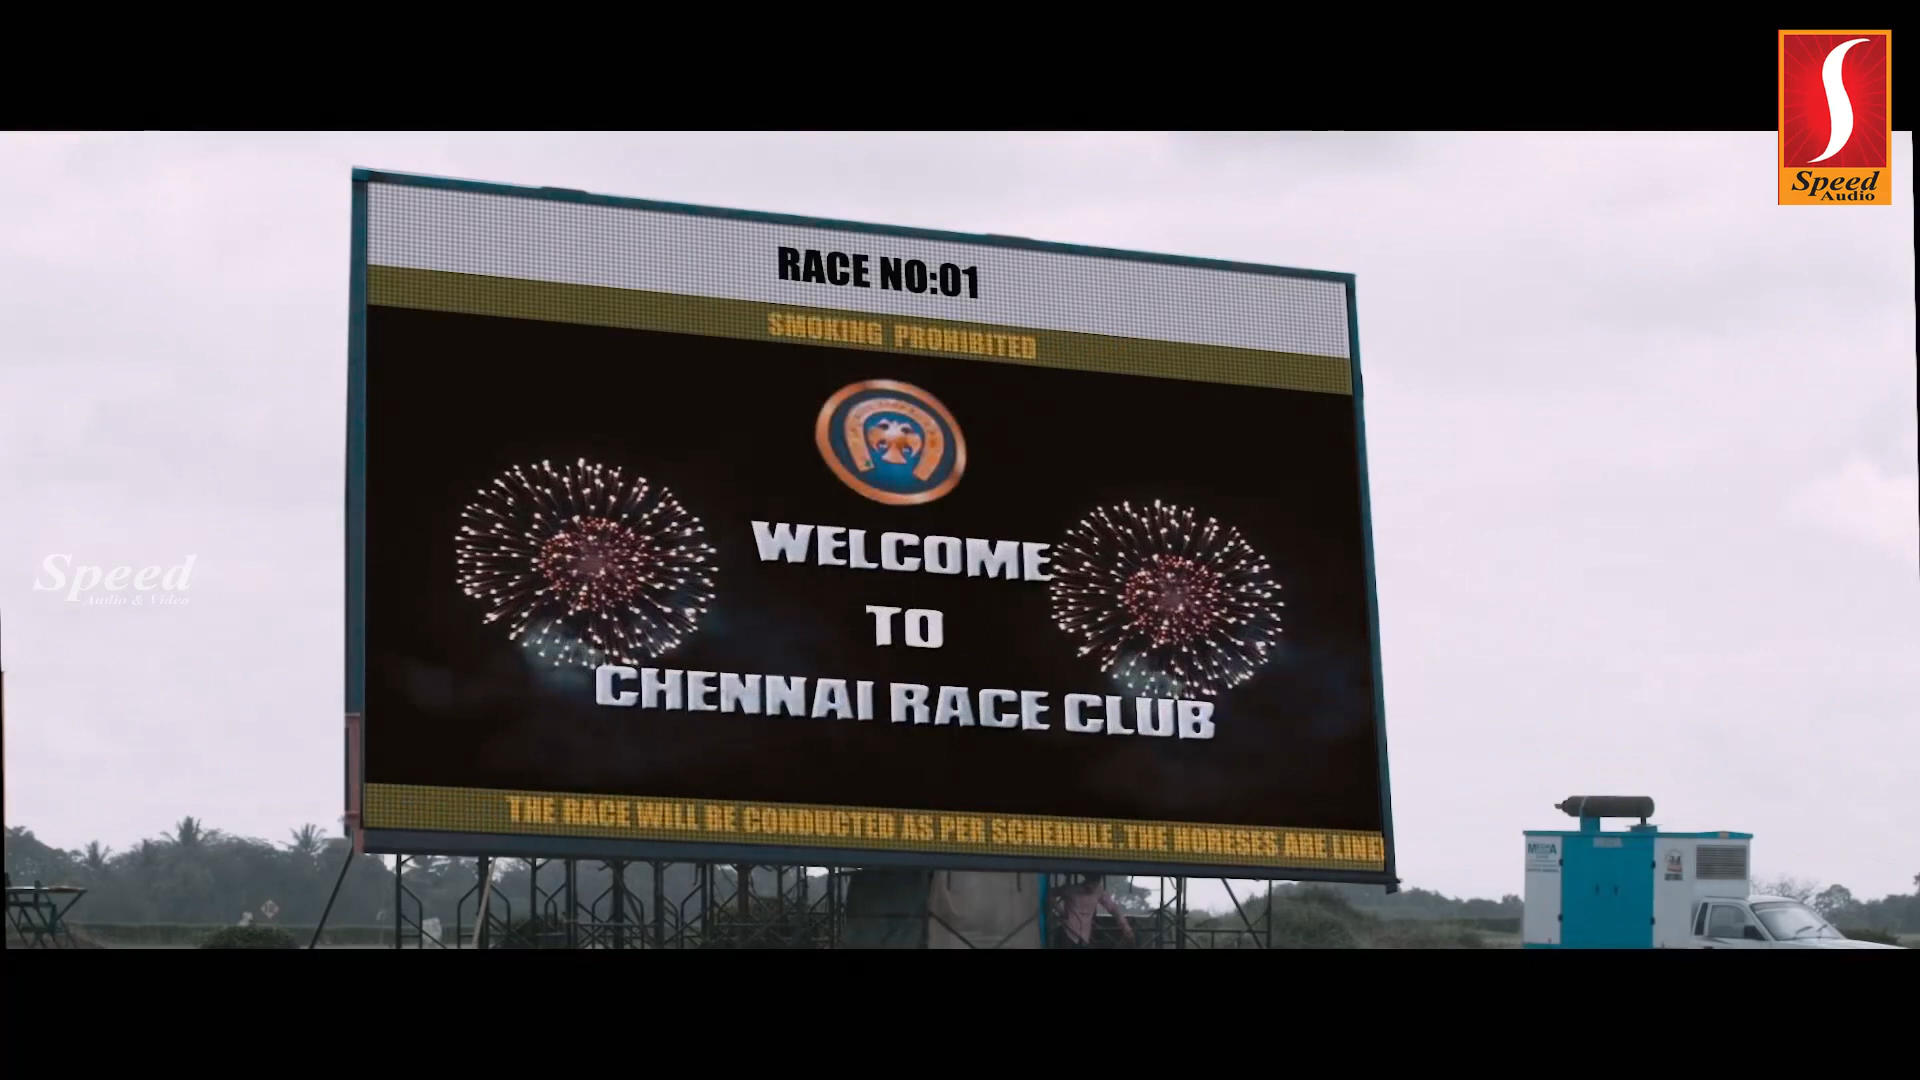 RACE NO:01
SMOKING PROHIBITED
WELCOME
TO
CHENNAI RACE CLUB
THE RACE WILL BE CONDUCTED AS PER SCHEDULE .THE HORESES ARE LINE
Speed
Audio
Speed
Audio & Video